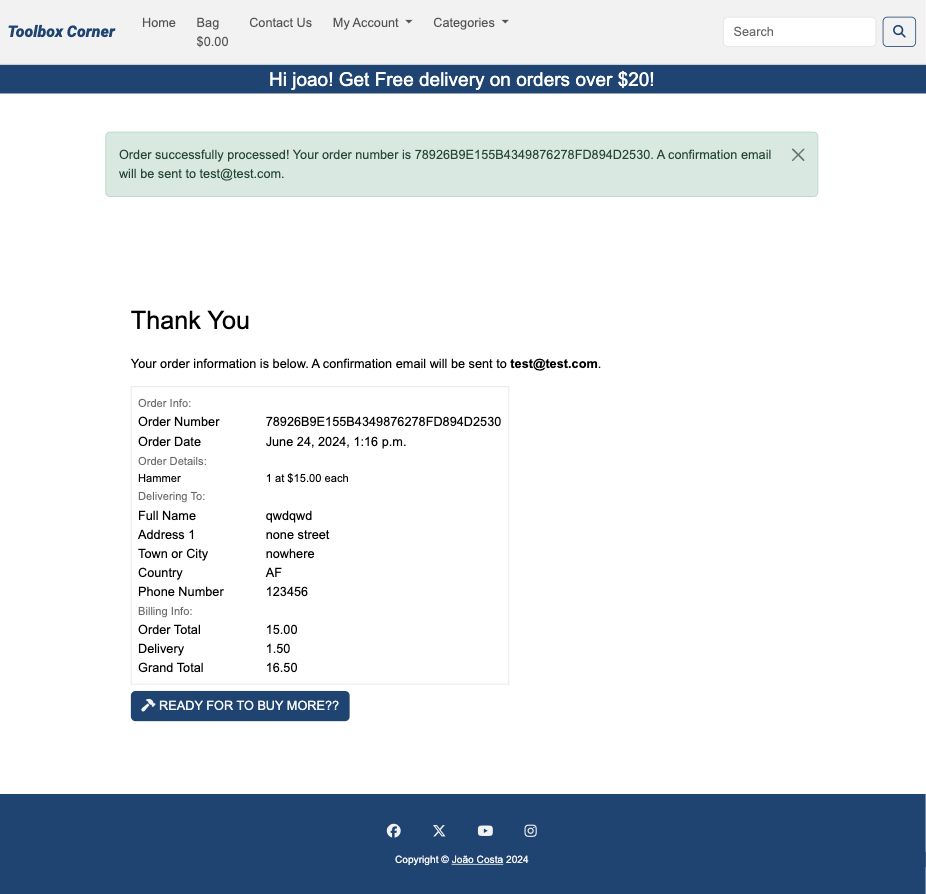 Toolbox Corner
Home
Bag
$0.00
Contact Us
My Account
Categories
Search
Hi joao! Get Free delivery on orders over $20!
Order successfully processed! Your order number is 78926B9E155B4349876278FD894D2530. A confirmation email
will be sent to test@test.com.
Thank You
Your order information is below. A confirmation email will be sent to test@test.com.
Order Info:
Order Number 78926B9E155B4349876278FD894D2530
Order Date June 24, 2024, 1:16 p.m.
Order Details:
Hammer 1 at $15.00 each
Delivering To:
Full Name qwdqwd
Address 1 none street
Town or City nowhere
Country AF
Phone Number 123456
Billing Info:
Order Total 15.00
Delivery 1.50
Grand Total 16.50
READY FOR TO BUY MORE??
Copyright © João Costa 2024